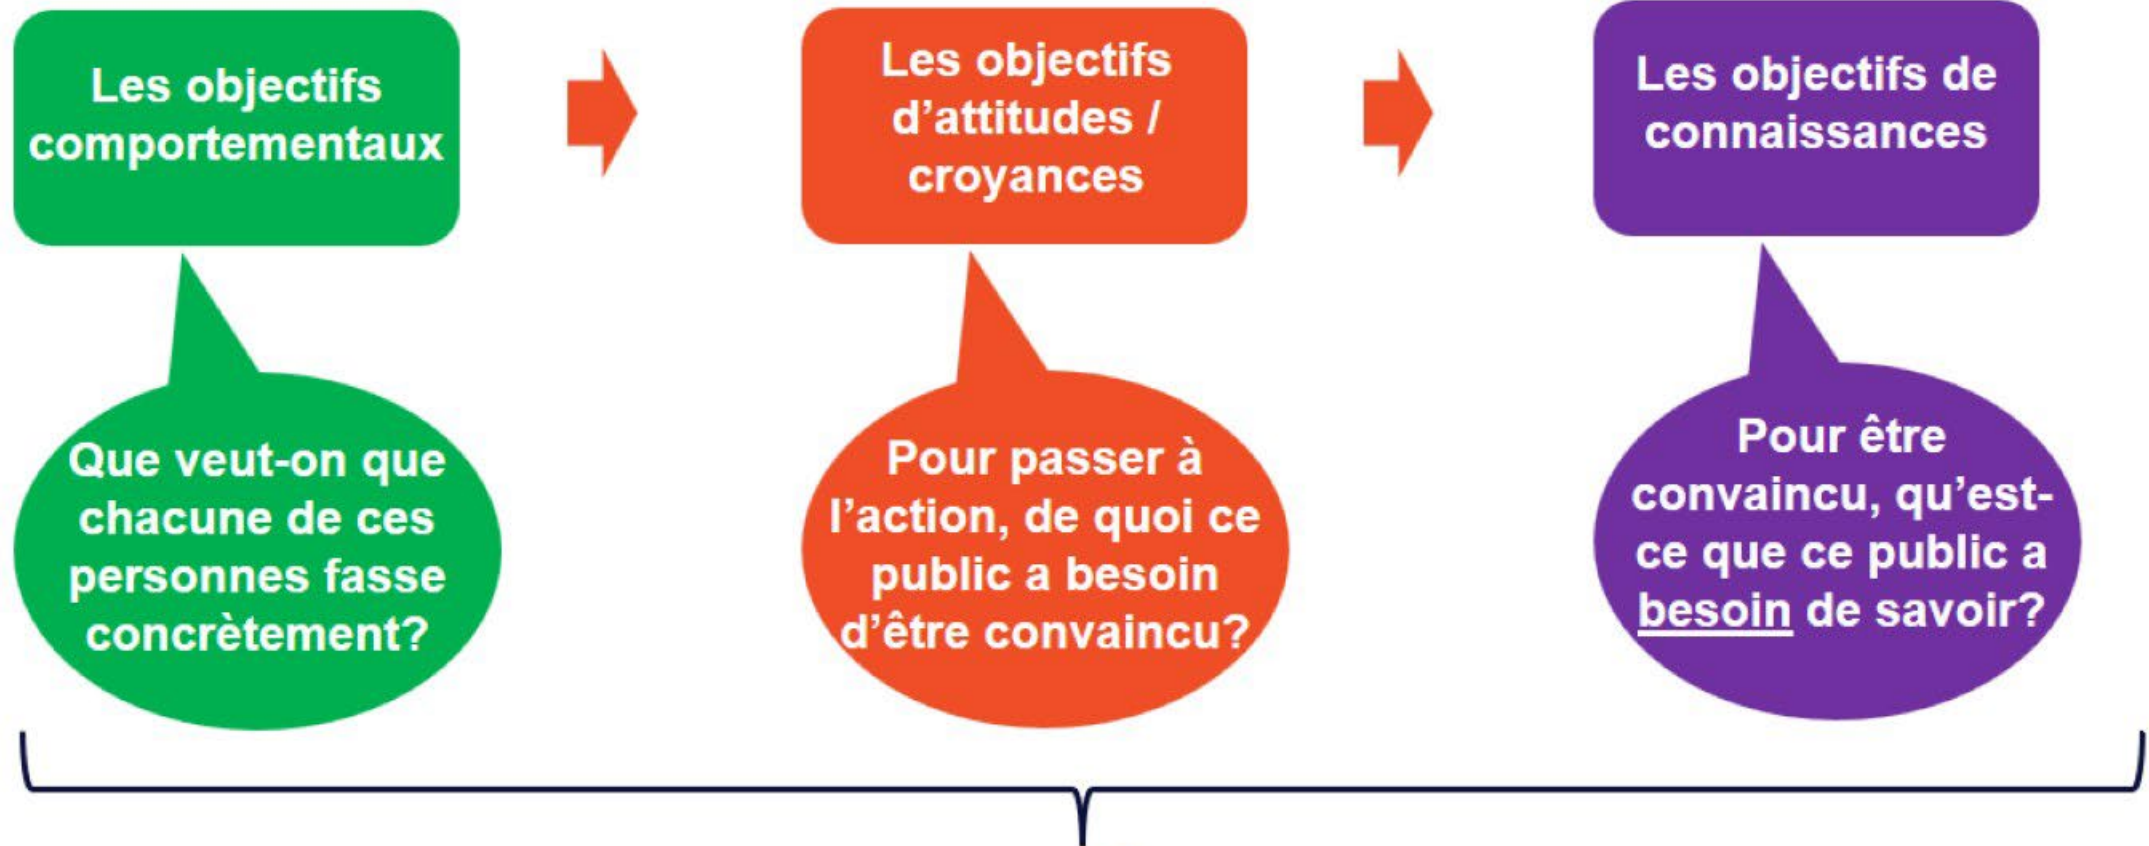 Les objectifs
comportementaux
Les objectifs
d'attitudes /
croyances
Les objectifs de
connaissances
Que veut-on que
chacune de ces
personnes fasse
concrètement?
Pour passer à
l'action, de quoi ce
public a besoin
d'être convaincu?
Pour être
convaincu, qu'est-
ce que ce public a
besoin de savoir?